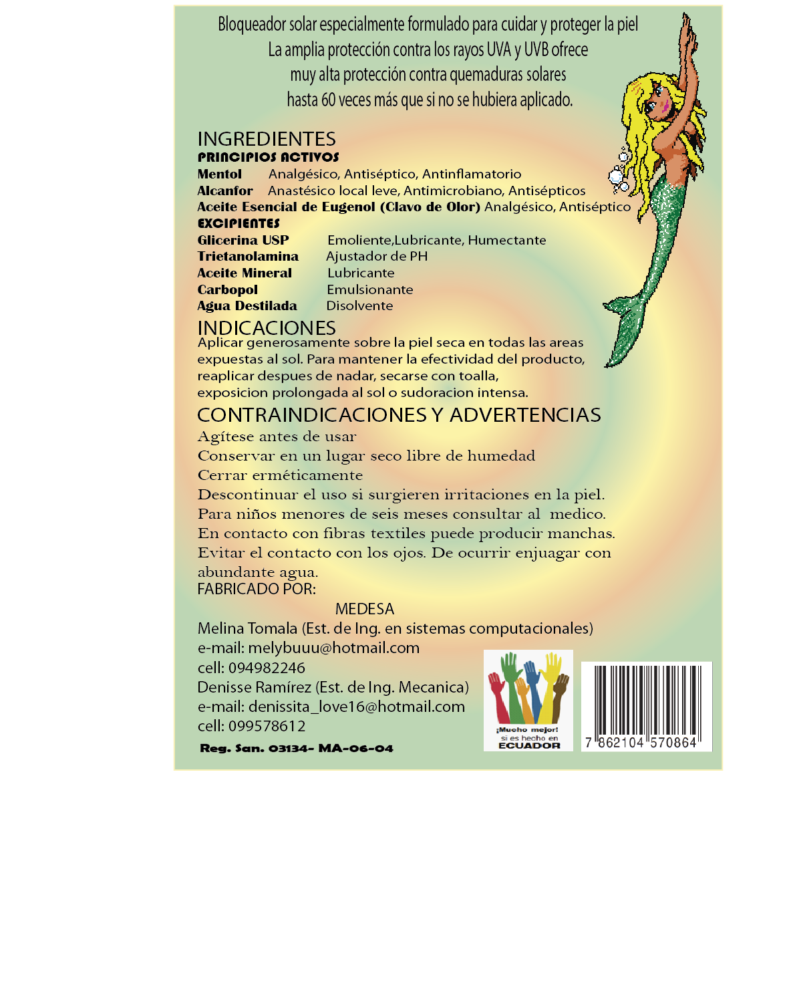 Bloqueador solar especialmente formulado para cuidar y proteger la piel
La amplia protección contra los rayos UVA y UVB ofrece
muy alta protección contra quemaduras solares
hasta 60 veces más que si no se hubiera aplicado.
INGREDIENTES
PRINCIPIOS ACTIVOS
Mentol Analgésico, Antiséptico, Antinflamatorio
Alcanfor Anastésico local leve, Antimicrobiano, Antisépticos
Aceite Esencial de Eugenol (Clavo de Olor) Analgésico, Antiséptico
EXCIPIENTES
Glicerina USP Emoliente,Lubricante, Humectante
Trietanolamina Ajustador de PH
Aceite Mineral Lubricante
Carbopol Emulsionante
Agua Destilada Disolvente
INDICACIONES
Aplicar generosamente sobre la piel seca en todas las areas
expuestas al sol. Para mantener la efectividad del producto,
reaplicar despues de nadar, secarse con toalla,
exposicion prolongada al sol o sudoracion intensa.
CONTRAINDICACIONES Y ADVERTENCIAS
Agítese antes de usar
Conservar en un lugar seco libre de humedad
Cerrar erméticamente
Descontinuar el uso si surgieren irritaciones en la piel.
Para niños menores de seis meses consultar al medico.
En contacto con fibras textiles puede producir manchas.
Evitar el contacto con los ojos. De ocurrir enjuagar con
abundante agua.
FABRICADO POR:
MEDESA
Melina Tomala (Est. de Ing. en sistemas computacionales)
e-mail: melybuuu@hotmail.com
cell: 094982246
Denisse Ramírez (Est. de Ing. Mecanica)
e-mail: denissita_love16@hotmail.com
cell: 099578612
Reg. San. 03134- MA-06-04
¡Mucho mejor!
si es hecho en
ECUADOR
7 862104 570864